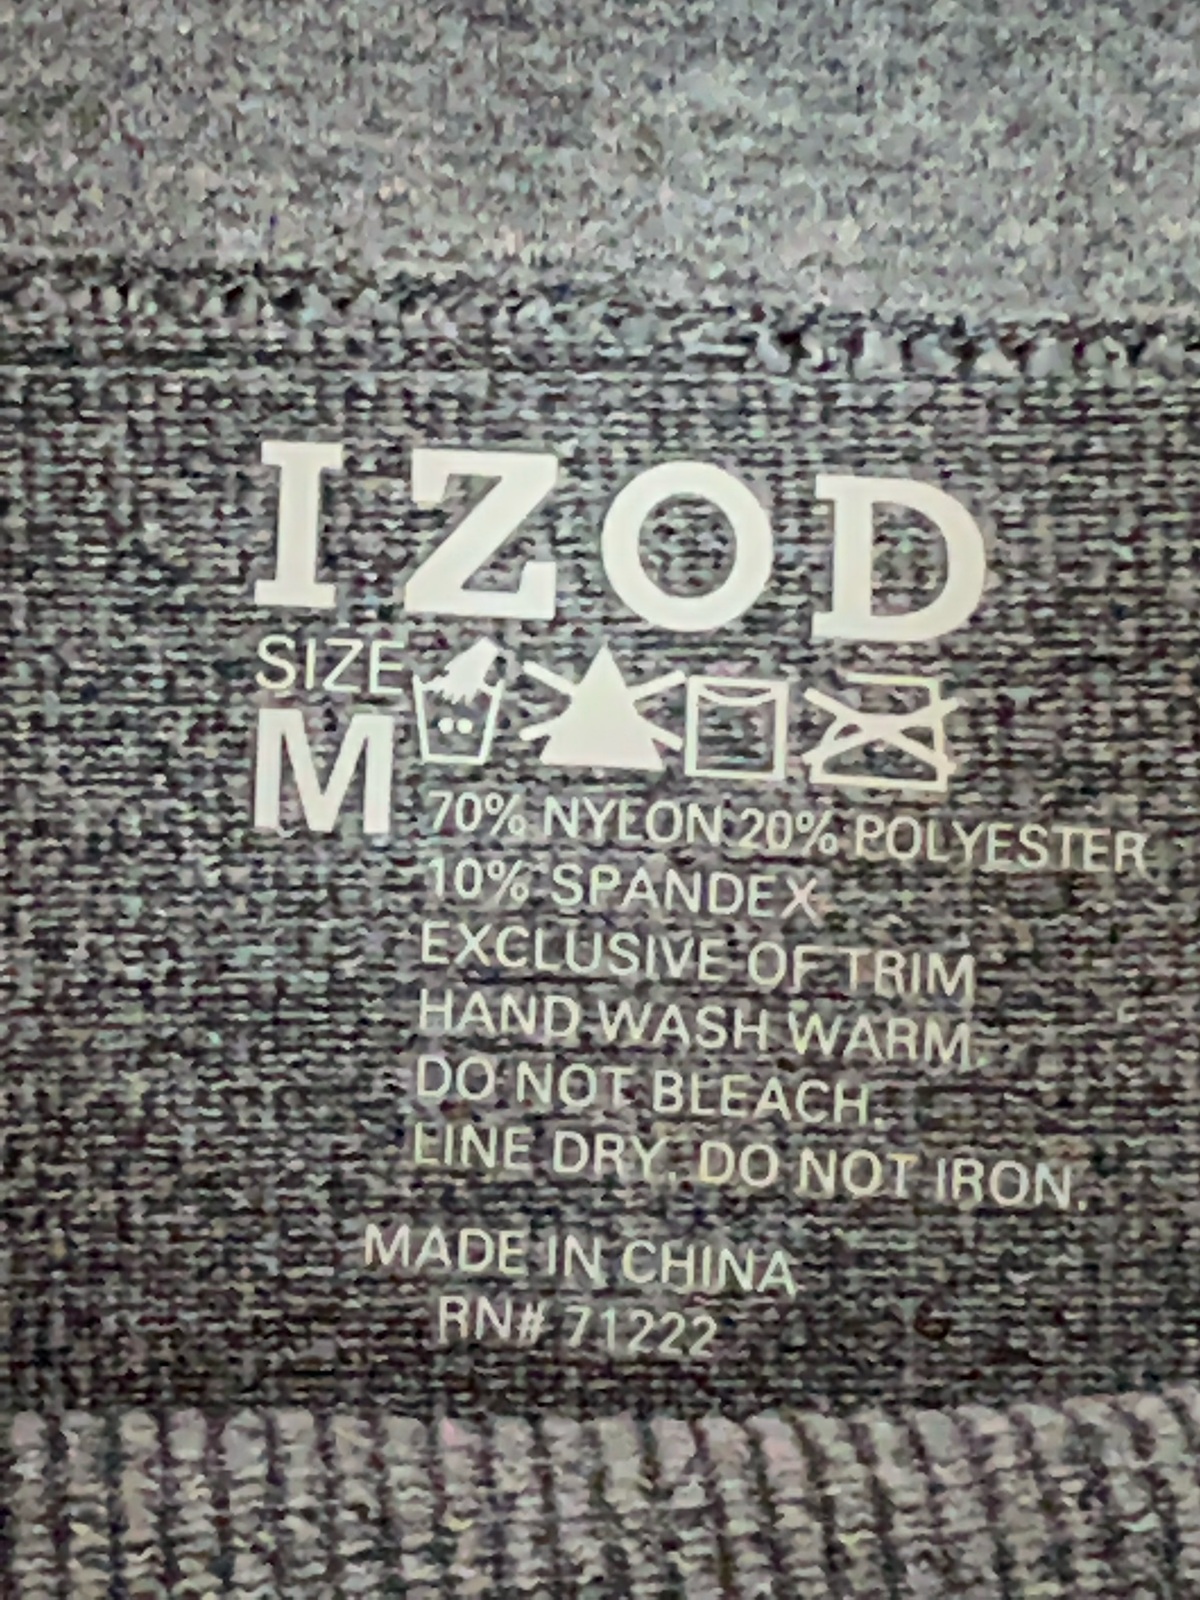 IZOD
SIZE
M
70% NYLON 20% POLYESTER
10% SPANDEX
EXCLUSIVE OF TRIM
HAND WASH WARM.
DO NOT BLEACH.
LINE DRY. DO NOT IRON.
MADE IN CHINA
RN# 71222